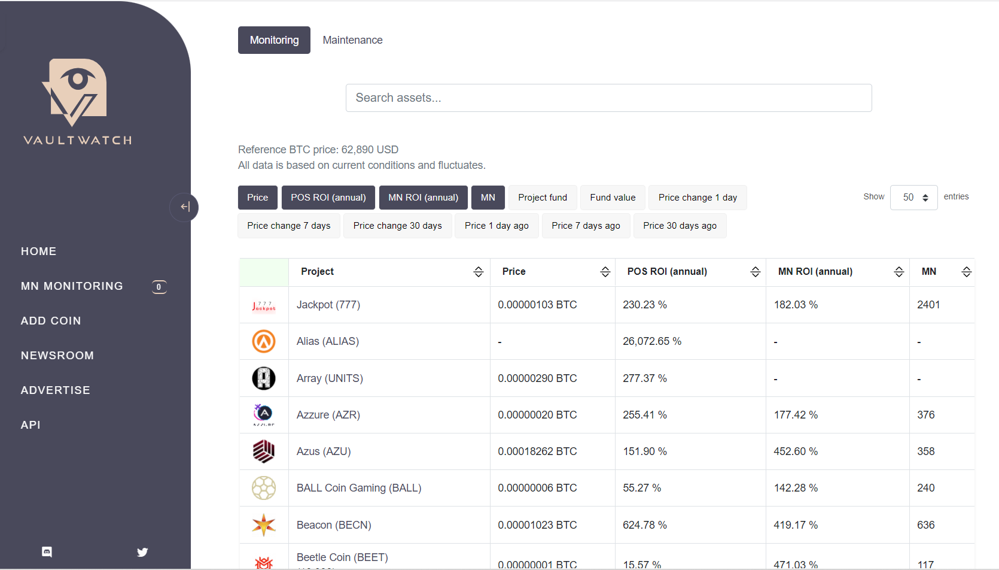 VAULTWATCH
HOME
MN MONITORING 0
ADD COIN
NEWSROOM
ADVERTISE
API
Monitoring Maintenance
Search assets...
Reference BTC price: 62,890 USD
All data is based on current conditions and fluctuates.
Price POS ROI (annual) MN ROI (annual) MN Project fund Fund value Price change 1 day
Show 50 entries
Price change 7 days Price change 30 days Price 1 day ago Price 7 days ago Price 30 days ago
Project Price POS ROI (annual) MN ROI (annual) MN
777
Jackpot
Jackpot (777) 0.00000103 BTC 230.23 % 182.03 % 2401
Alias (ALIAS) - 26,072.65 % - -
Array (UNITS) 0.00000290 BTC 277.37 % - -
Azzure (AZR) 0.00000020 BTC 255.41 % 177.42 % 376
Azus (AZU) 0.00018262 BTC 151.90 % 452.60 % 358
BALL Coin Gaming (BALL) 0.00000006 BTC 55.27 % 142.28 % 240
Beacon (BECN) 0.00001023 BTC 624.78 % 419.17 % 636
Beetle Coin (BEET) 0.00000001 BTC 15.57 % 471.03 % 117